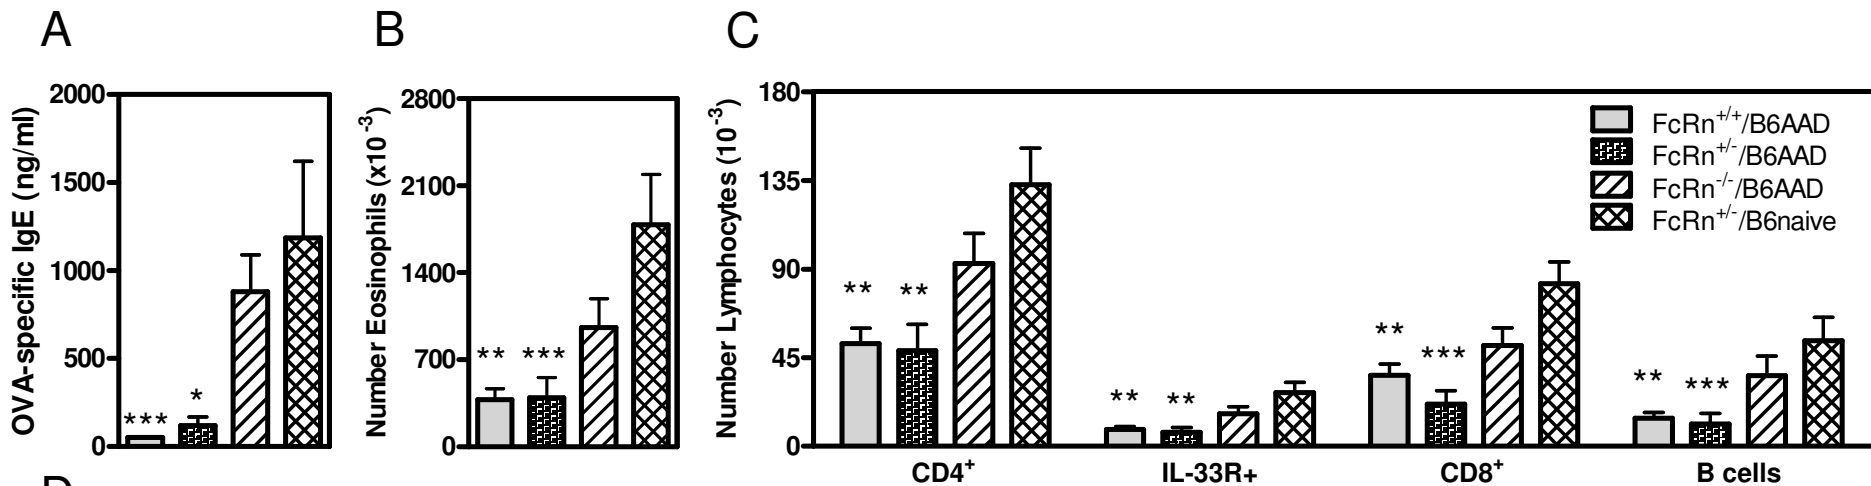 A
B
C
OVA-specific IgE (ng/ml)
2000
1500
1000
500
0
***
*
Number Eosinophils (x10⁻³)
2800
2100
1400
700
0
**
***
Number Lymphocytes (10⁻³)
180
135
90
45
0
**
**
**
**
**
***
**
***
FcRn⁺/⁺/B6AAD
FcRn⁺/⁻/B6AAD
FcRn⁻/⁻/B6AAD
FcRn⁺/⁻/B6naive
CD4⁺
IL-33R+
CD8⁺
B cells